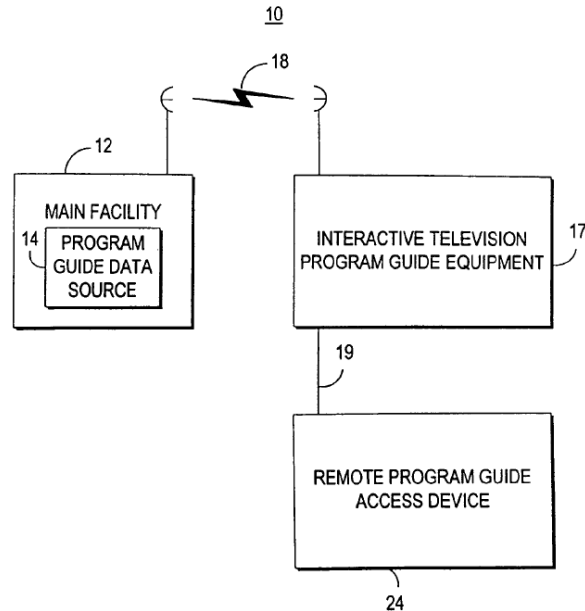 10
18
12
MAIN FACILITY
14
PROGRAM
GUIDE DATA
SOURCE
INTERACTIVE TELEVISION
PROGRAM GUIDE EQUIPMENT
17
19
REMOTE PROGRAM GUIDE
ACCESS DEVICE
24